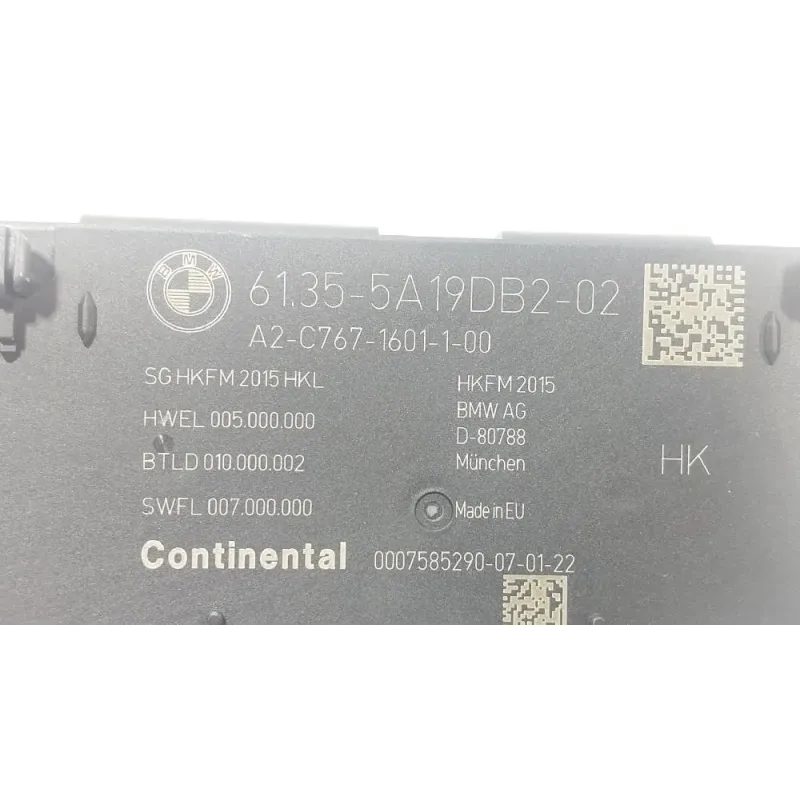 BMW
61.35-5A19DB2-02
A2-C767-1601-1-00
SG HKFM 2015 HKL
HWEL 005.000.000
BTLD 010.000.002
SWFL 007.000.000
HKFM 2015
BMW AG
D-80788
München
Made in EU
HK
Continental 0007585290-07-01-22